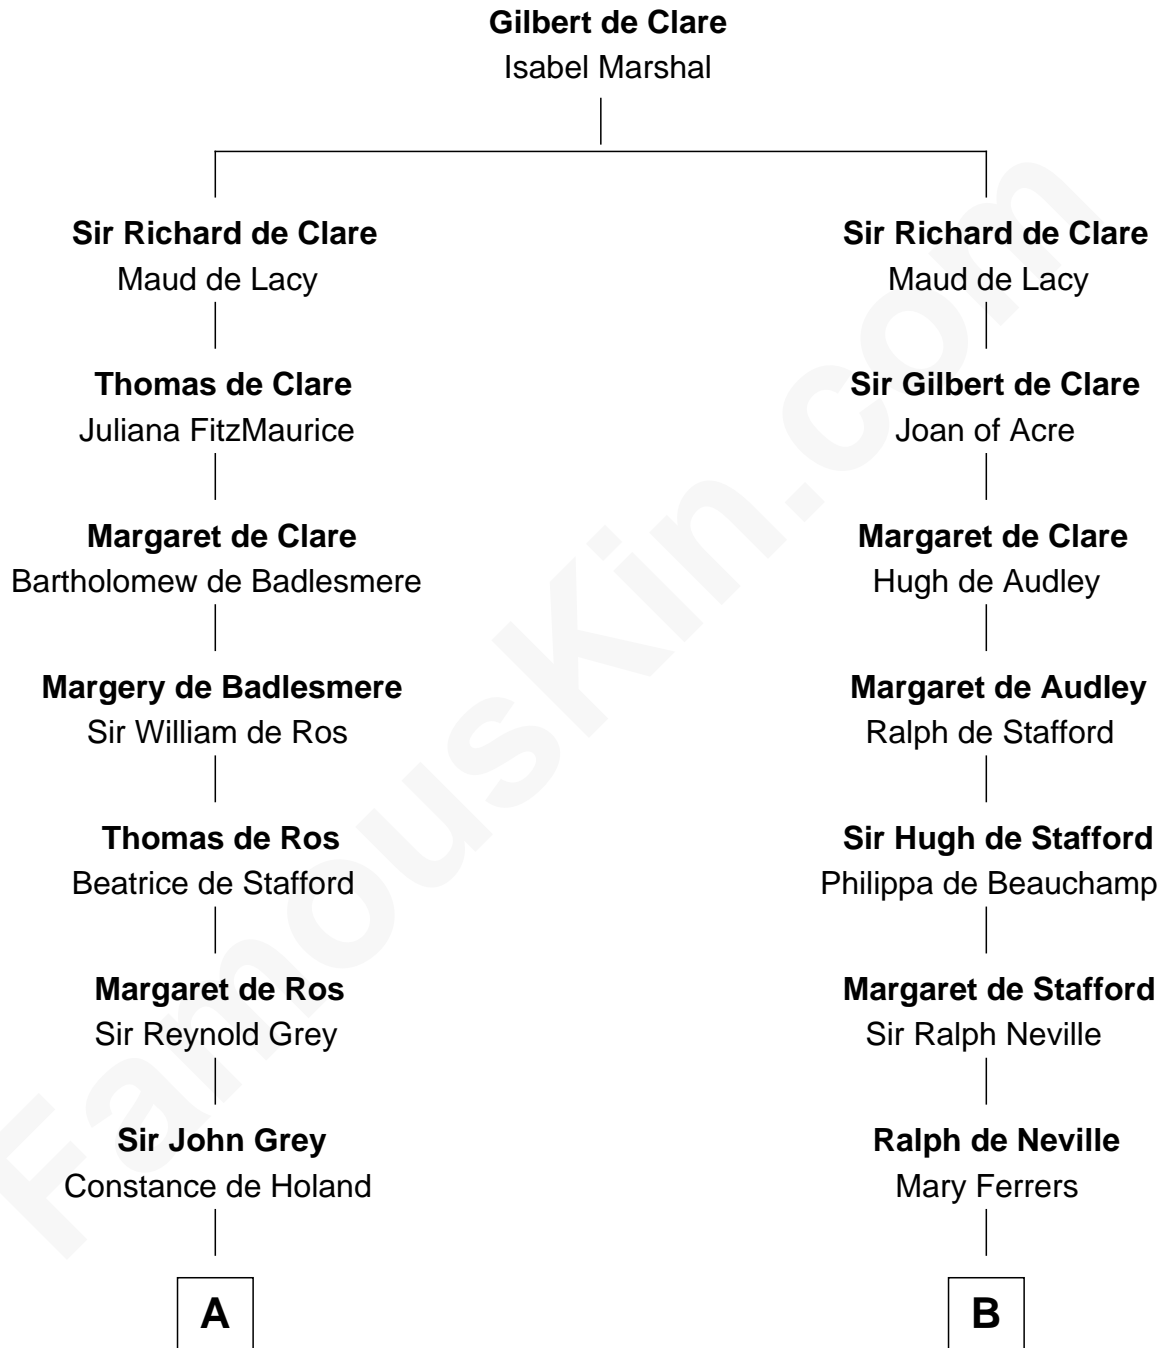 Gilbert de Clare
Isabel Marshal
Sir Richard de Clare
Maud de Lacy
Thomas de Clare
Juliana FitzMaurice
Margaret de Clare
Bartholomew de Badlesmere
Margery de Badlesmere
Sir William de Ros
Thomas de Ros
Beatrice de Stafford
Margaret de Ros
Sir Reynold Grey
Sir John Grey
Constance de Holand
A
Sir Richard de Clare
Maud de Lacy
Sir Gilbert de Clare
Joan of Acre
Margaret de Clare
Hugh de Audley
Margaret de Audley
Ralph de Stafford
Sir Hugh de Stafford
Philippa de Beauchamp
Margaret de Stafford
Sir Ralph Neville
Ralph de Neville
Mary Ferrers
B
FamousKin.com